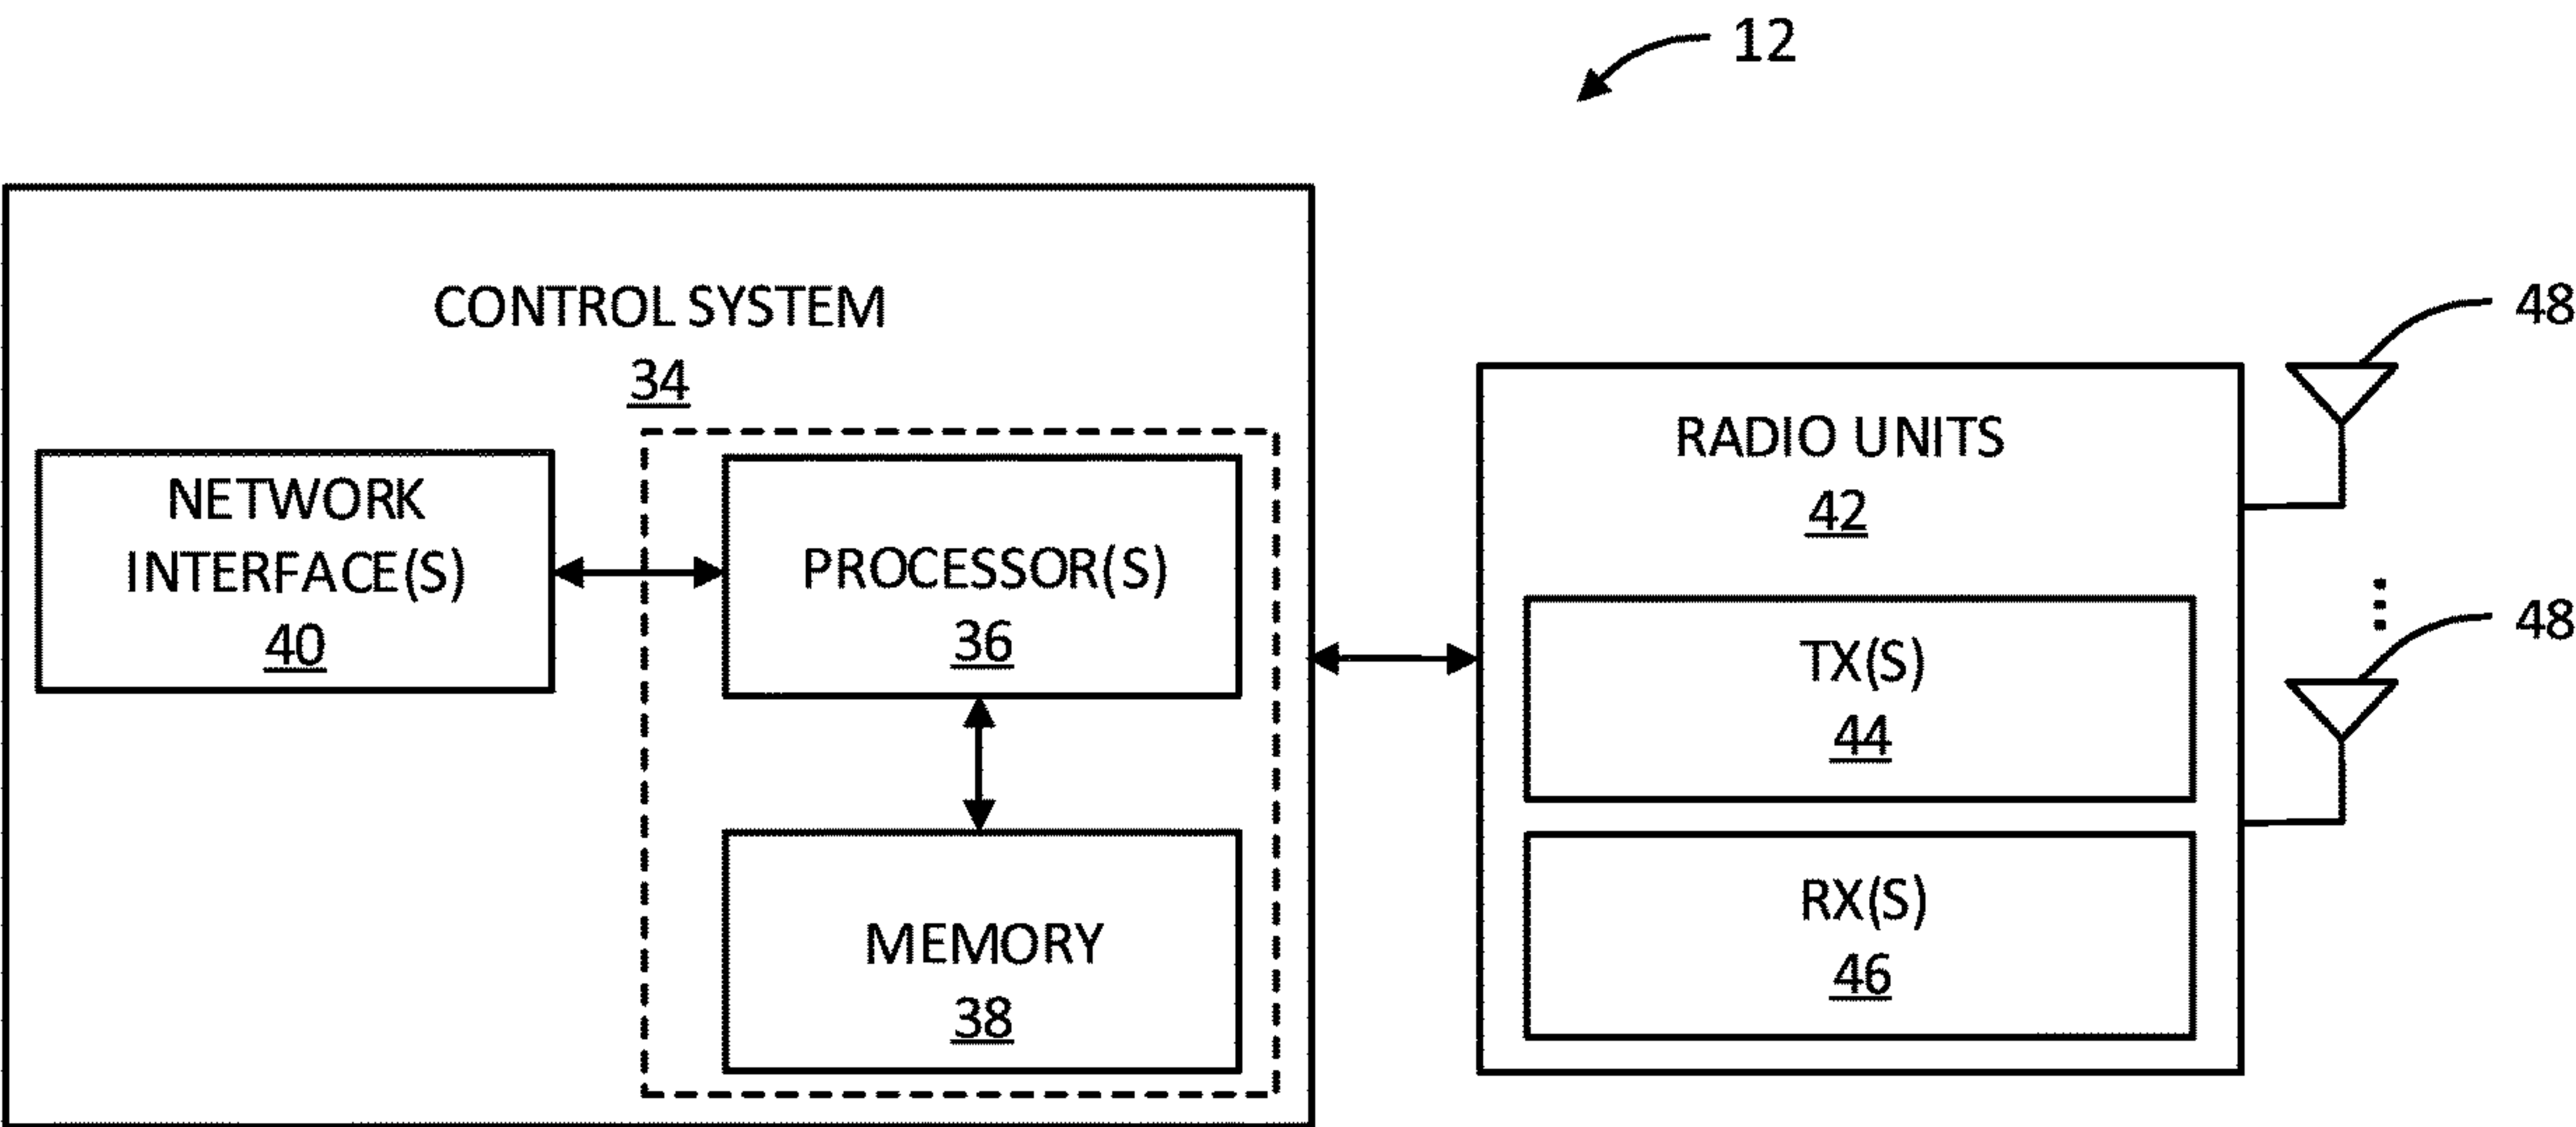 12
CONTROL SYSTEM
34
NETWORK
INTERFACE(S)
40
PROCESSOR(S)
36
MEMORY
38
RADIO UNITS
42
TX(S)
44
RX(S)
46
48
48